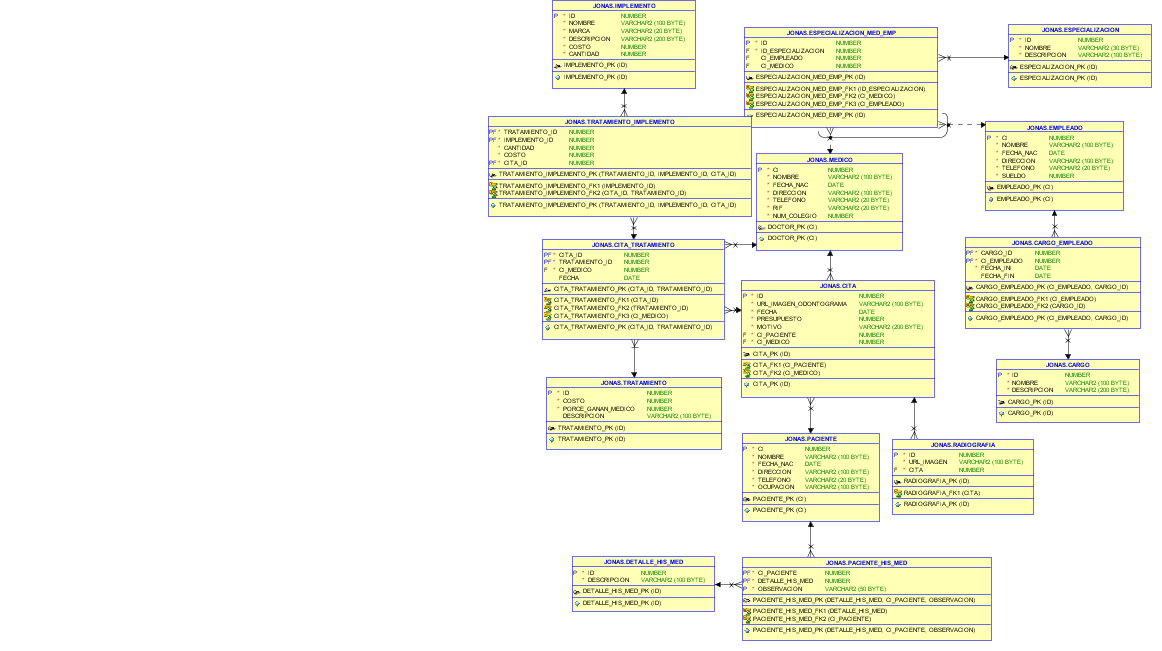 JONAS.IMPLEMENTO
P * ID NUMBER
* NOMBRE VARCHAR2 (100 BYTE)
* MARCA VARCHAR2 (20 BYTE)
* DESCRIPCION VARCHAR2 (200 BYTE)
* COSTO NUMBER
* CANTIDAD NUMBER
IMPLEMENTO_PK (ID)
IMPLEMENTO_PK (ID)
JONAS.ESPECIALIZACION_MED_EMP
P * ID NUMBER
F * ID_ESPECIALIZACION NUMBER
F CI_EMPLEADO NUMBER
F CI_MEDICO NUMBER
ESPECIALIZACION_MED_EMP_PK (ID)
ESPECIALIZACION_MED_EMP_FK1 (ID_ESPECIALIZACION)
ESPECIALIZACION_MED_EMP_FK2 (CI_MEDICO)
ESPECIALIZACION_MED_EMP_FK3 (CI_EMPLEADO)
ESPECIALIZACION_MED_EMP_PK (ID)
JONAS.ESPECIALIZACION
P * ID NUMBER
* NOMBRE VARCHAR2 (30 BYTE)
* DESCRIPCION VARCHAR2 (100 BYTE)
ESPECIALIZACION_PK (ID)
ESPECIALIZACION_PK (ID)
JONAS.TRATAMIENTO_IMPLEMENTO
PF * TRATAMIENTO_ID NUMBER
PF * IMPLEMENTO_ID NUMBER
* CANTIDAD NUMBER
* COSTO NUMBER
PF * CITA_ID NUMBER
TRATAMIENTO_IMPLEMENTO_PK (TRATAMIENTO_ID, IMPLEMENTO_ID, CITA_ID)
TRATAMIENTO_IMPLEMENTO_FK1 (IMPLEMENTO_ID)
TRATAMIENTO_IMPLEMENTO_FK2 (CITA_ID, TRATAMIENTO_ID)
TRATAMIENTO_IMPLEMENTO_PK (TRATAMIENTO_ID, IMPLEMENTO_ID, CITA_ID)
JONAS.EMPLEADO
P * CI NUMBER
* NOMBRE VARCHAR2 (100 BYTE)
* FECHA_NAC DATE
* DIRECCION VARCHAR2 (100 BYTE)
* TELEFONO VARCHAR2 (20 BYTE)
* SUELDO NUMBER
EMPLEADO_PK (CI)
EMPLEADO_PK (CI)
JONAS.MEDICO
P * CI NUMBER
* NOMBRE VARCHAR2 (100 BYTE)
* FECHA_NAC DATE
* DIRECCION VARCHAR2 (100 BYTE)
* TELEFONO VARCHAR2 (20 BYTE)
* RIF VARCHAR2 (20 BYTE)
* NUM_COLEGIO NUMBER
DOCTOR_PK (CI)
DOCTOR_PK (CI)
JONAS.CITA_TRATAMIENTO
PF * CITA_ID NUMBER
PF * TRATAMIENTO_ID NUMBER
F * CI_MEDICO NUMBER
FECHA DATE
CITA_TRATAMIENTO_PK (CITA_ID, TRATAMIENTO_ID)
CITA_TRATAMIENTO_FK1 (CITA_ID)
CITA_TRATAMIENTO_FK2 (TRATAMIENTO_ID)
CITA_TRATAMIENTO_FK3 (CI_MEDICO)
CITA_TRATAMIENTO_PK (CITA_ID, TRATAMIENTO_ID)
JONAS.CARGO_EMPLEADO
PF * CARGO_ID NUMBER
PF * CI_EMPLEADO NUMBER
* FECHA_INI DATE
FECHA_FIN DATE
CARGO_EMPLEADO_PK (CI_EMPLEADO, CARGO_ID)
CARGO_EMPLEADO_FK1 (CI_EMPLEADO)
CARGO_EMPLEADO_FK2 (CARGO_ID)
CARGO_EMPLEADO_PK (CI_EMPLEADO, CARGO_ID)
JONAS.CITA
P * ID NUMBER
* URL_IMAGEN_ODONTOGRAMA VARCHAR2 (100 BYTE)
* FECHA DATE
* PRESUPUESTO NUMBER
* MOTIVO VARCHAR2 (200 BYTE)
F * CI_PACIENTE NUMBER
F * CI_MEDICO NUMBER
CITA_PK (ID)
CITA_FK1 (CI_PACIENTE)
CITA_FK2 (CI_MEDICO)
CITA_PK (ID)
JONAS.CARGO
P * ID NUMBER
* NOMBRE VARCHAR2 (100 BYTE)
* DESCRIPCION VARCHAR2 (200 BYTE)
CARGO_PK (ID)
CARGO_PK (ID)
JONAS.TRATAMIENTO
P * ID NUMBER
* COSTO NUMBER
* PORCE_GANAN_MEDICO NUMBER
DESCRIPCION VARCHAR2 (100 BYTE)
TRATAMIENTO_PK (ID)
TRATAMIENTO_PK (ID)
JONAS.PACIENTE
P * CI NUMBER
* NOMBRE VARCHAR2 (100 BYTE)
* FECHA_NAC DATE
* DIRECCION VARCHAR2 (100 BYTE)
* TELEFONO VARCHAR2 (20 BYTE)
* OCUPACION VARCHAR2 (100 BYTE)
PACIENTE_PK (CI)
PACIENTE_PK (CI)
JONAS.RADIOGRAFIA
P * ID NUMBER
* URL_IMAGEN VARCHAR2 (100 BYTE)
F * CITA NUMBER
RADIOGRAFIA_PK (ID)
RADIOGRAFIA_FK1 (CITA)
RADIOGRAFIA_PK (ID)
JONAS.DETALLE_HIS_MED
P * ID NUMBER
* DESCRIPCION VARCHAR2 (100 BYTE)
DETALLE_HIS_MED_PK (ID)
DETALLE_HIS_MED_PK (ID)
JONAS.PACIENTE_HIS_MED
PF * CI_PACIENTE NUMBER
PF * DETALLE_HIS_MED NUMBER
P * OBSERVACION VARCHAR2 (50 BYTE)
PACIENTE_HIS_MED_PK (DETALLE_HIS_MED, CI_PACIENTE, OBSERVACION)
PACIENTE_HIS_MED_FK1 (DETALLE_HIS_MED)
PACIENTE_HIS_MED_FK2 (CI_PACIENTE)
PACIENTE_HIS_MED_PK (DETALLE_HIS_MED, CI_PACIENTE, OBSERVACION)